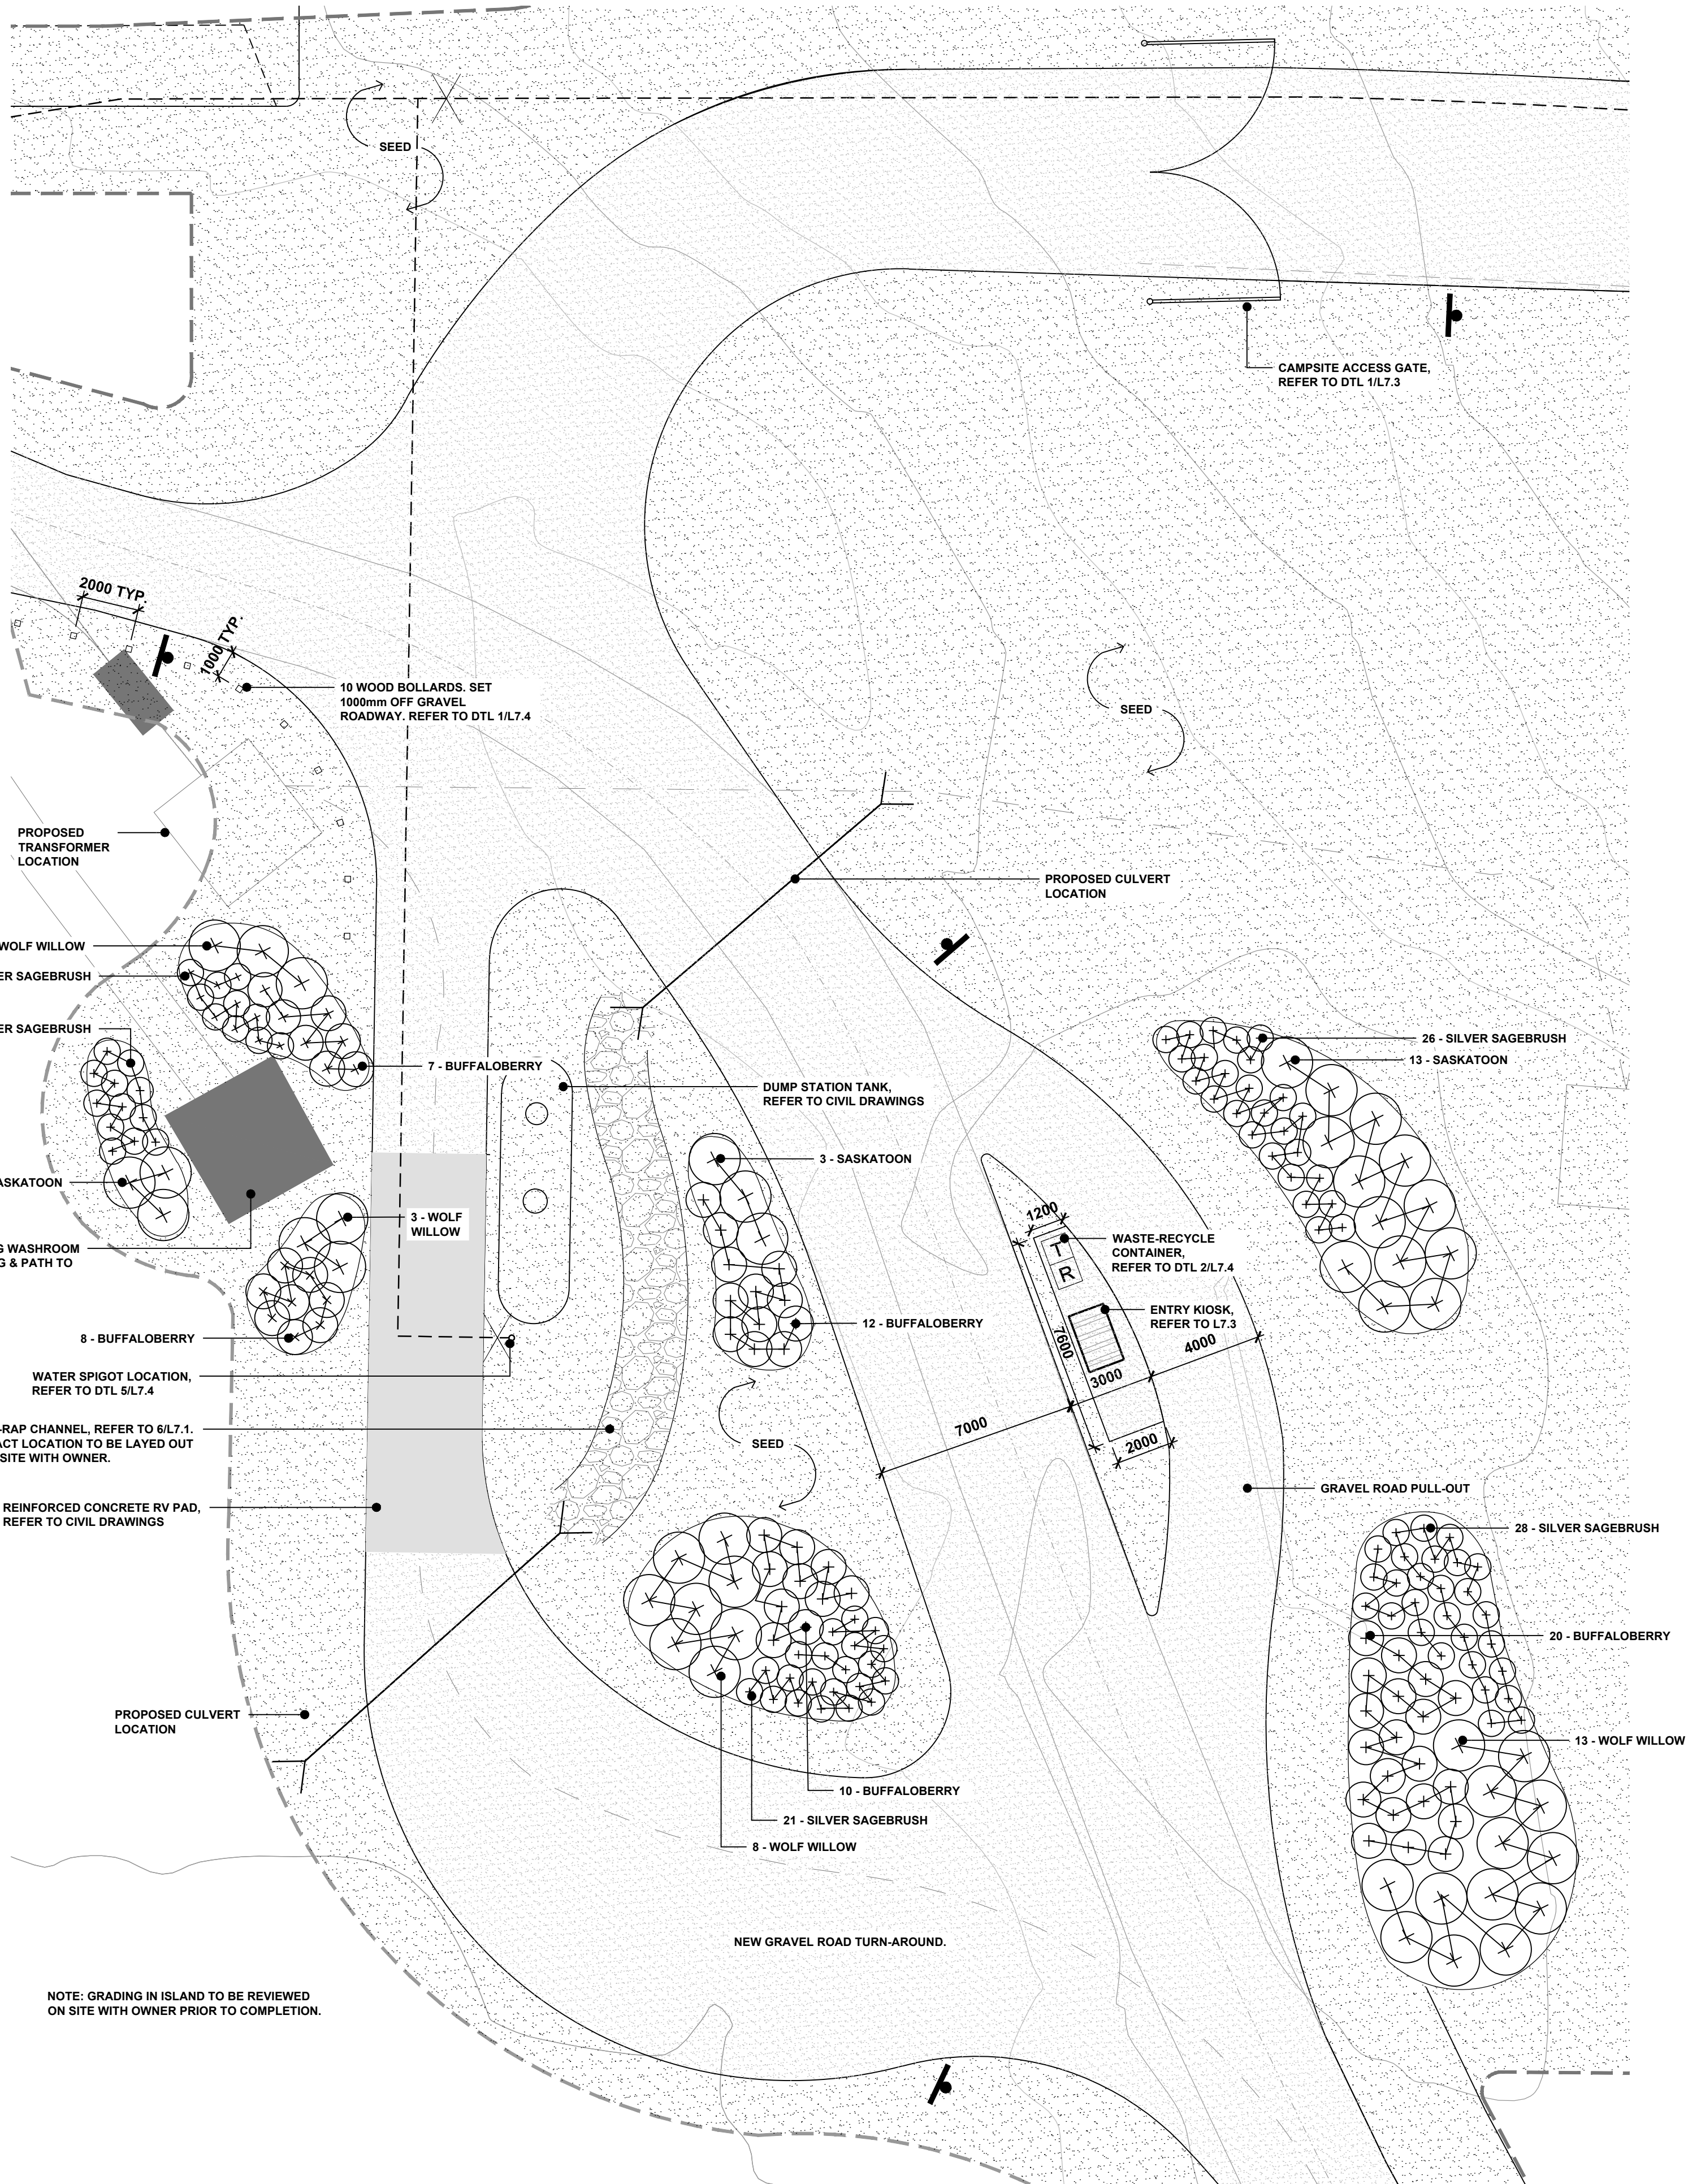 SEED
CAMPSITE ACCESS GATE,
REFER TO DTL 1/L7.3
2000 TYP.
1000 TYP.
10 WOOD BOLLARDS. SET
1000mm OFF GRAVEL
ROADWAY. REFER TO DTL 1/L7.4
SEED
PROPOSED
TRANSFORMER
LOCATION
PROPOSED CULVERT
LOCATION
WOLF WILLOW
ER SAGEBRUSH
ER SAGEBRUSH
26 - SILVER SAGEBRUSH
13 - SASKATOON
7 - BUFFALOBERRY
DUMP STATION TANK,
REFER TO CIVIL DRAWINGS
3 - SASKATOON
ASKATOON
3 - WOLF
WILLOW
1200
T
R
WASTE-RECYCLE
CONTAINER,
REFER TO DTL 2/L7.4
G WASHROOM
G & PATH TO
ENTRY KIOSK,
REFER TO L7.3
8 - BUFFALOBERRY
12 - BUFFALOBERRY
7600
4000
3000
WATER SPIGOT LOCATION,
REFER TO DTL 5/L7.4
7000
2000
-RAP CHANNEL, REFER TO 6/L7.1.
ACT LOCATION TO BE LAYED OUT
SITE WITH OWNER.
SEED
GRAVEL ROAD PULL-OUT
REINFORCED CONCRETE RV PAD,
REFER TO CIVIL DRAWINGS
28 - SILVER SAGEBRUSH
20 - BUFFALOBERRY
PROPOSED CULVERT
LOCATION
13 - WOLF WILLOW
10 - BUFFALOBERRY
21 - SILVER SAGEBRUSH
8 - WOLF WILLOW
NEW GRAVEL ROAD TURN-AROUND.
NOTE: GRADING IN ISLAND TO BE REVIEWED
ON SITE WITH OWNER PRIOR TO COMPLETION.